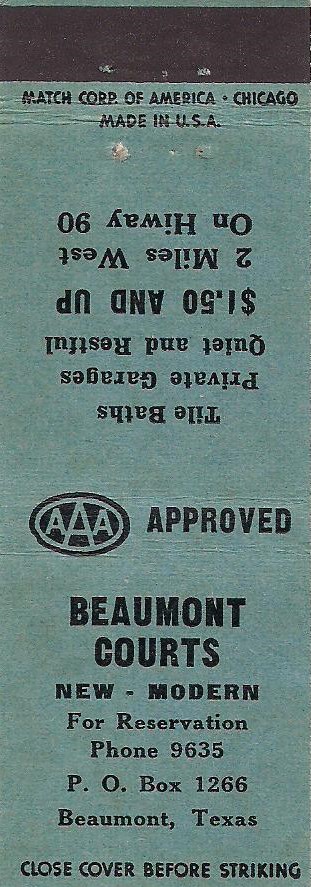 MATCH CORP. OF AMERICA · CHICAGO
MADE IN U.S.A.
Tile Baths
Private Garages
Quiet and Restful
$1.50 AND UP
2 Miles West
On Hiway 90
AAA APPROVED
BEAUMONT
COURTS
NEW - MODERN
For Reservation
Phone 9635
P. O. Box 1266
Beaumont, Texas
CLOSE COVER BEFORE STRIKING